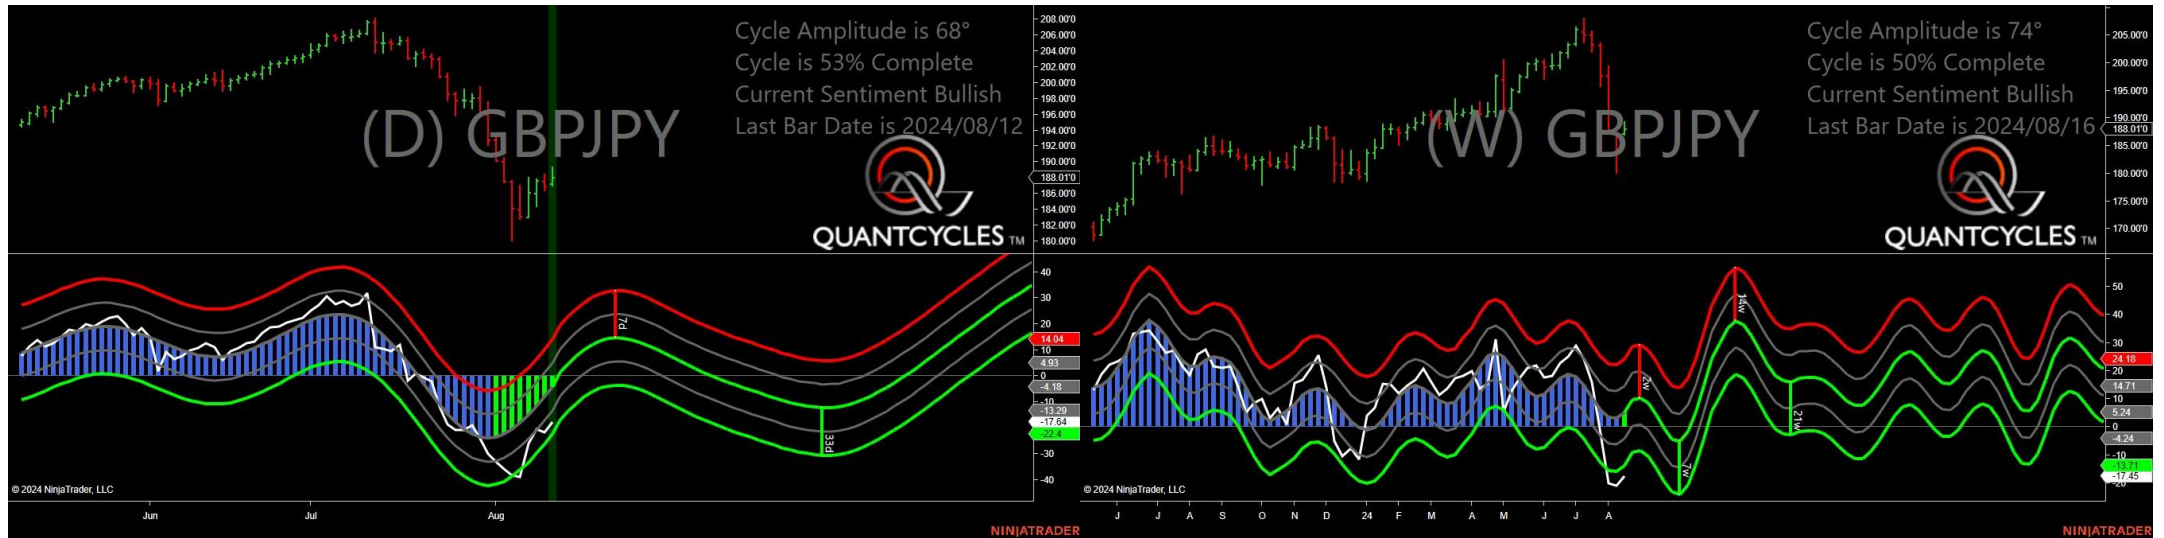 (D) GBPJPY
Cycle Amplitude is 68°
Cycle is 53% Complete
Current Sentiment Bullish
Last Bar Date is 2024/08/12
QUANTCYCLES TM
208.00'0
206.00'0
204.00'0
202.00'0
200.00'0
198.00'0
196.00'0
194.00'0
192.00'0
190.00'0
188.01'0
186.00'0
184.00'0
182.00'0
180.00'0
7d
33d
40
30
20
14.04
10
4.93
0
-4.18
-10
-13.29
-17.64
-22.4
-30
-40
© 2024 NinjaTrader, LLC
Jun
Jul
Aug
NINJATRADER
(W) GBPJPY
Cycle Amplitude is 74°
Cycle is 50% Complete
Current Sentiment Bullish
Last Bar Date is 2024/08/16
QUANTCYCLES TM
205.00'0
200.00'0
195.00'0
190.00'0
188.01'0
185.00'0
180.00'0
175.00'0
170.00'0
2w
7w
14w
21w
50
40
30
24.18
20
14.71
10
5.24
0
-4.24
-10
-13.71
-17.45
-20
© 2024 NinjaTrader, LLC
J J A S O N D 24 F M A M J J A
NINJATRADER